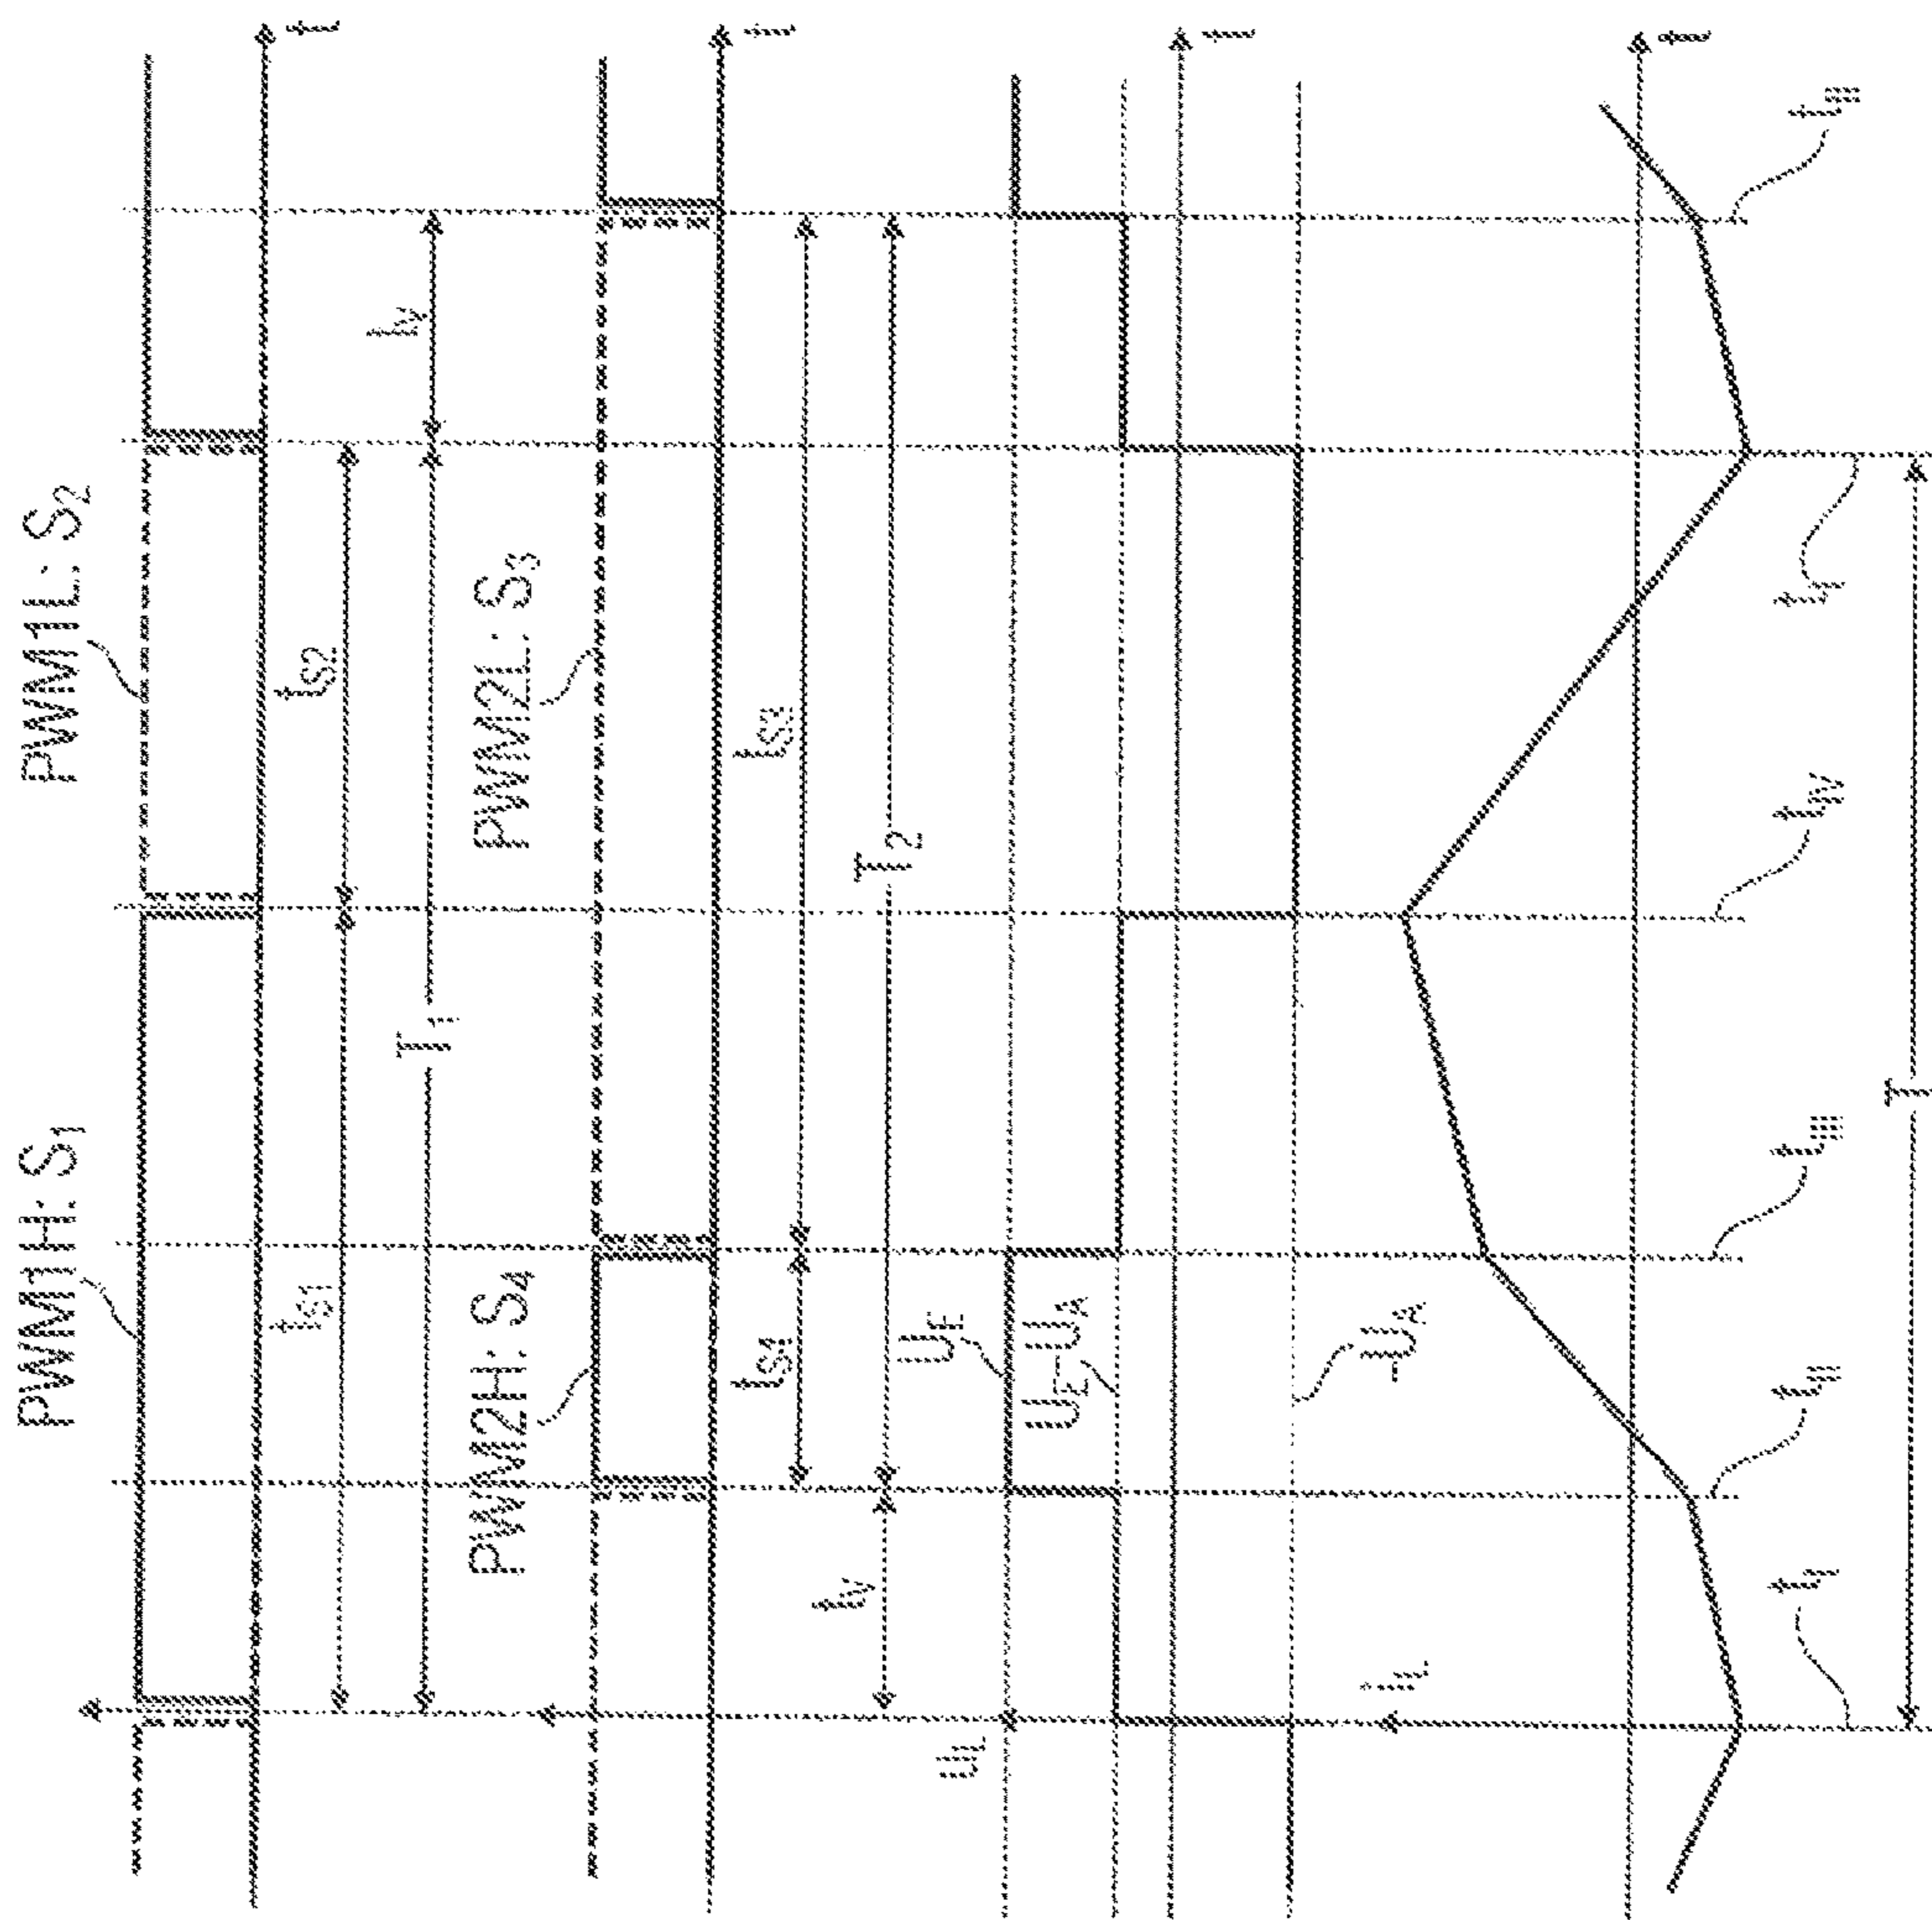 PWM1H: S1
PWM1L: S2
t
tS1
tS2
T1
tV
PWM2H: S4
PWM2L: S3
t
tS4
tS3
tV
T2
uL
UE
UE-UA
-UA
t
iL
t
tI
tII
tIII
tIV
tI
tII
T